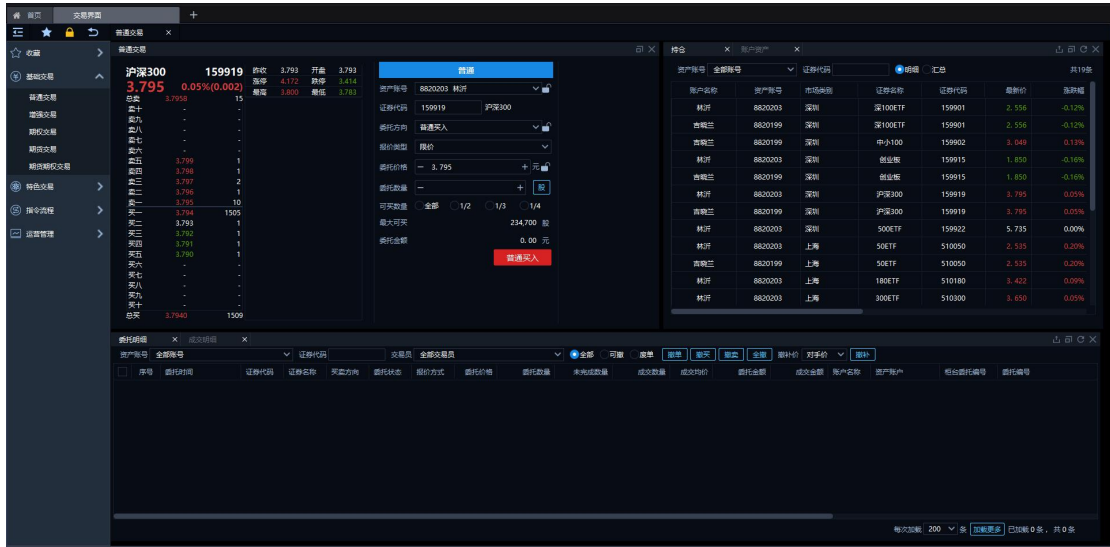 首页 交易界面 +
普通交易 ×
收藏
基础交易
普通交易
增强交易
期权交易
期货交易
期货期权交易
特色交易
指令流程
运营管理
普通交易
沪深300 159919
3.795 0.05%(0.002)
昨收 3.793 开盘 3.793
涨停 4.172 跌停 3.414
最高 3.800 最低 3.783
总卖 3.7958 15
卖十 - -
卖九 - -
卖八 - -
卖七 - -
卖六 - -
卖五 3.799 1
卖四 3.798 1
卖三 3.797 2
卖二 3.796 1
卖一 3.795 10
买一 3.794 1505
买二 3.793 1
买三 3.792 1
买四 3.791 1
买五 3.790 1
买六 - -
买七 - -
买八 - -
买九 - -
买十 - -
总买 3.7940 1509
普通
资产账号 8820203 林沂
证券代码 159919 沪深300
委托方向 普通买入
报价类型 限价
委托价格 − 3.795 + 元
委托数量 − + 股
可买数量 全部 1/2 1/3 1/4
最大可买 234,700 股
委托金额 0.00 元
普通买入
持仓 × 账户资产 ×
资产账号 全部账号 证券代码 明细 汇总 共19条
账户名称 资产账号 市场类别 证券名称 证券代码 最新价 涨跌幅
林沂 8820203 深圳 深100ETF 159901 2.556 -0.12%
吉晓兰 8820199 深圳 深100ETF 159901 2.556 -0.12%
吉晓兰 8820199 深圳 中小100 159902 3.049 0.13%
林沂 8820203 深圳 创业板 159915 1.850 -0.16%
吉晓兰 8820199 深圳 创业板 159915 1.850 -0.16%
林沂 8820203 深圳 沪深300 159919 3.795 0.05%
吉晓兰 8820199 深圳 沪深300 159919 3.795 0.05%
林沂 8820203 深圳 500ETF 159922 5.735 0.00%
林沂 8820203 上海 50ETF 510050 2.535 0.20%
吉晓兰 8820199 上海 50ETF 510050 2.535 0.20%
林沂 8820203 上海 180ETF 510180 3.422 0.09%
林沂 8820203 上海 300ETF 510300 3.650 0.05%
委托明细 × 成交明细 ×
资产账号 全部账号 证券代码 交易员 全部交易员 全部 可撤 废单 撤单 撤买 撤卖 全撤 撤补价 对手价 撤补
序号 委托时间 证券代码 证券名称 买卖方向 委托状态 报价方式 委托价格 委托数量 未完成数量 成交数量 成交均价 委托金额 成交金额 账户名称 资产账户 柜台委托编号 委托编号
每次加载 200 条 加载更多 已加载0条，共0条